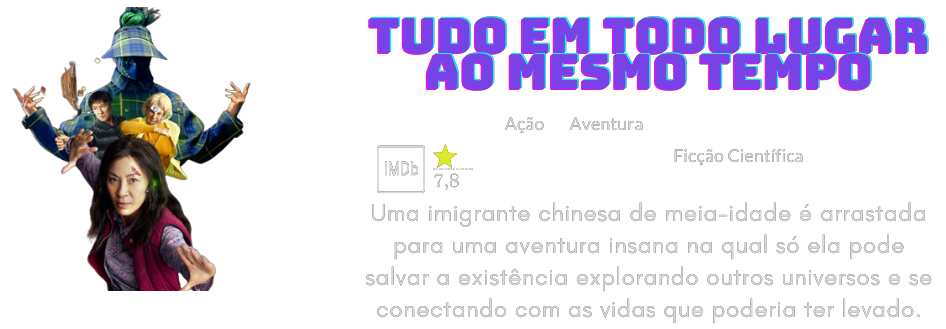 TUDO EM TODO LUGAR
AO MESMO TEMPO
Ação Aventura
Ficção Científica
IMDb
7,8
Uma imigrante chinesa de meia-idade é arrastada
para uma aventura insana na qual só ela pode
salvar a existência explorando outros universos e se
conectando com as vidas que poderia ter levado.